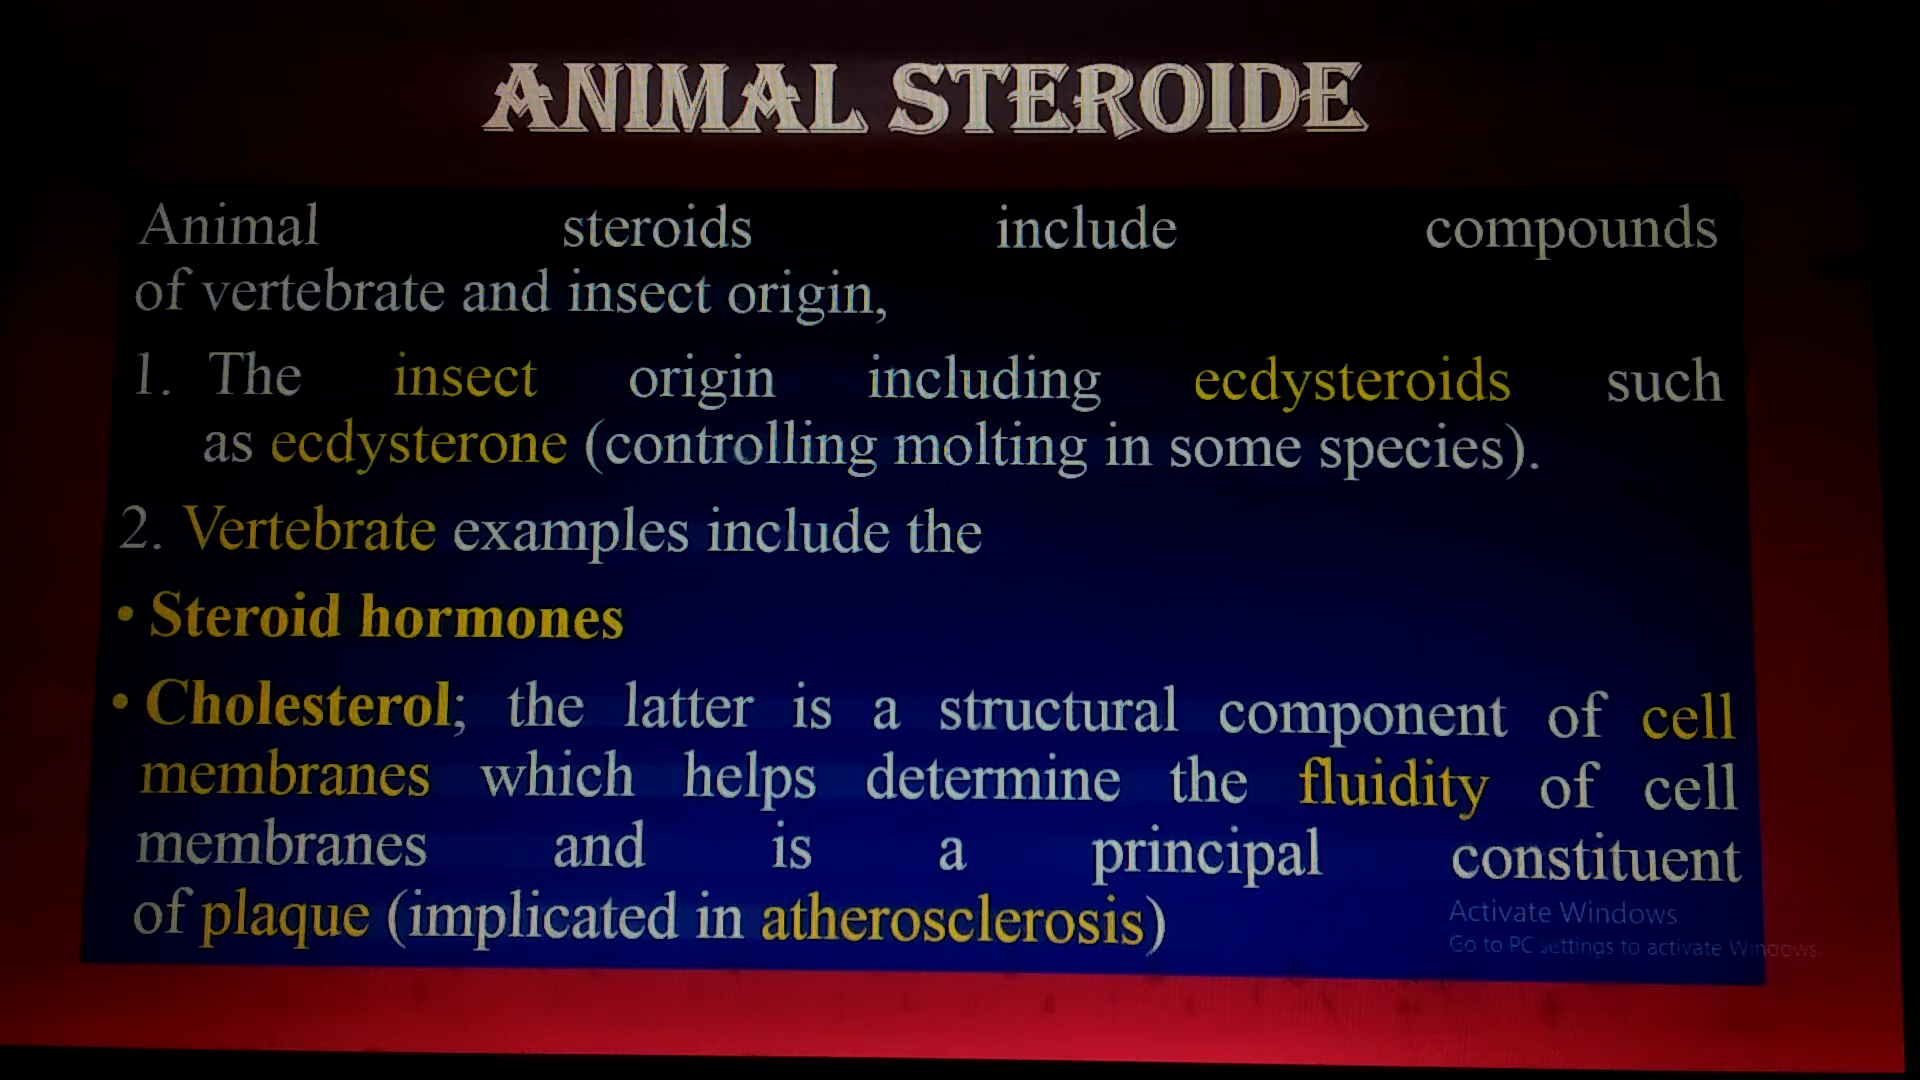 ANIMAL STEROIDE
Animal steroids include compounds
of vertebrate and insect origin,
1. The insect origin including ecdysteroids such
as ecdysterone (controlling molting in some species).
2. Vertebrate examples include the
• Steroid hormones
• Cholesterol; the latter is a structural component of cell
membranes which helps determine the fluidity of cell
membranes and is a principal constituent
of plaque (implicated in atherosclerosis)
Activate Windows
Go to PC settings to activate Windows.